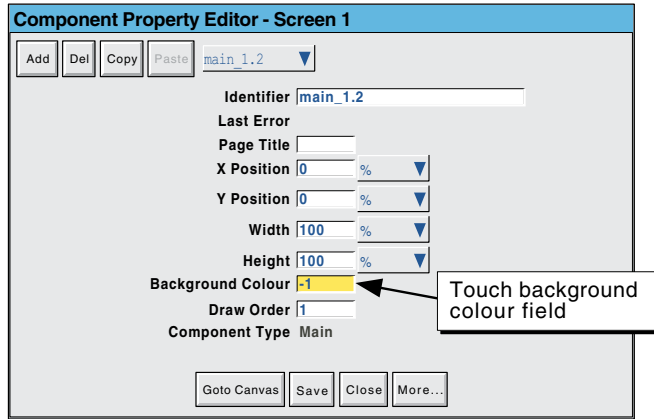 Component Property Editor - Screen 1
Add Del Copy Paste main_1.2
Identifier main_1.2
Last Error
Page Title
X Position 0 %
Y Position 0 %
Width 100 %
Height 100 %
Background Colour -1
Touch background
colour field
Draw Order 1
Component Type Main
Goto Canvas Save Close More...